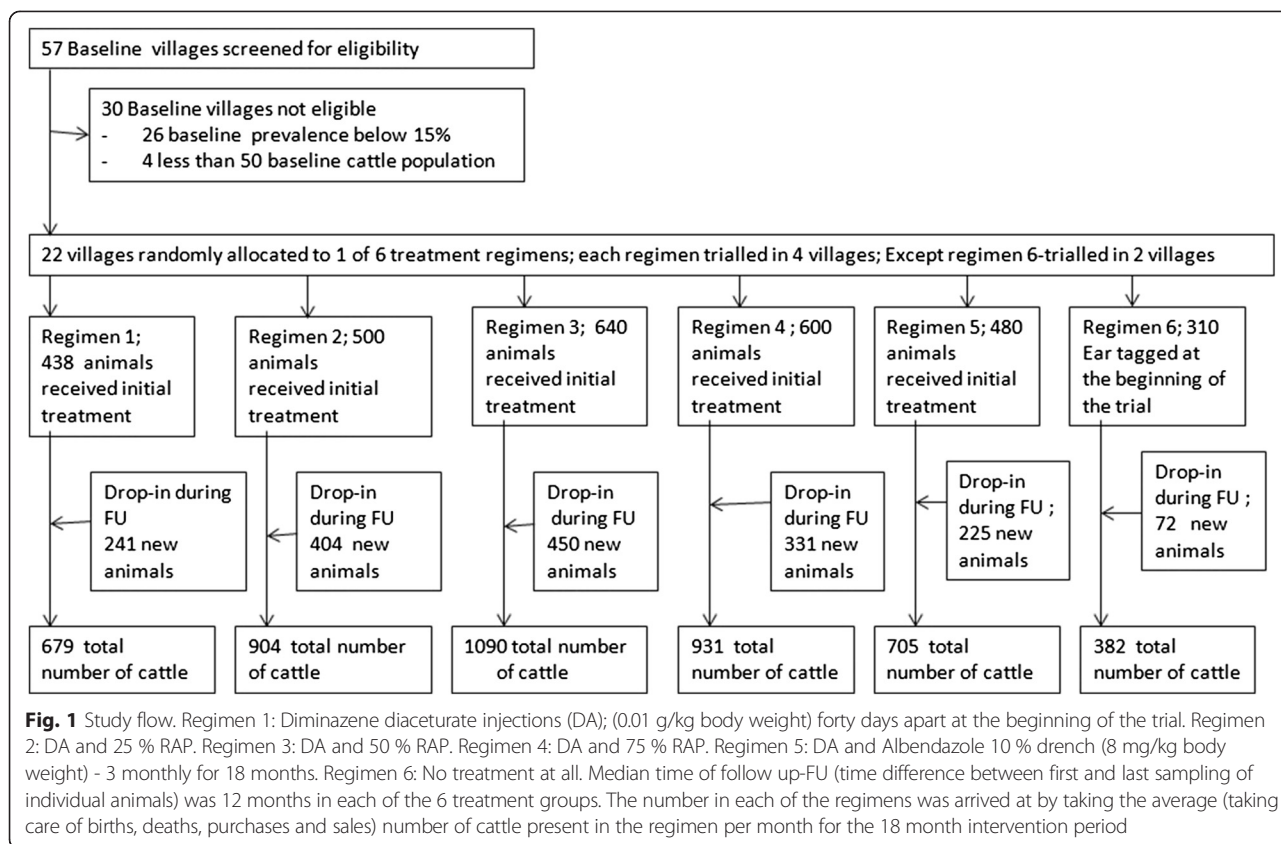 57 Baseline villages screened for eligibility
30 Baseline villages not eligible
- 26 baseline prevalence below 15%
- 4 less than 50 baseline cattle population
22 villages randomly allocated to 1 of 6 treatment regimens; each regimen trialled in 4 villages; Except regimen 6-trialled in 2 villages
Regimen 1;
438 animals
received initial
treatment
Regimen 2; 500
animals
received initial
treatment
Regimen 3; 640
animals
received initial
treatment
Regimen 4 ; 600
animals
received initial
treatment
Regimen 5; 480
animals
received initial
treatment
Regimen 6; 310
Ear tagged at
the beginning of
the trial
Drop-in during
FU
241 new
animals
Drop-in
during FU
404 new
animals
Drop-in
during FU
450 new
animals
Drop-in
during FU
331 new
animals
Drop-in
during FU ;
225 new
animals
Drop-in
during FU ;
72 new
animals
679 total
number of cattle
904 total number
of cattle
1090 total number
of cattle
931 total
number of cattle
705 total
number of cattle
382 total
number of cattle
Fig. 1 Study flow. Regimen 1: Diminazene diaceturate injections (DA); (0.01 g/kg body weight) forty days apart at the beginning of the trial. Regimen
2: DA and 25 % RAP. Regimen 3: DA and 50 % RAP. Regimen 4: DA and 75 % RAP. Regimen 5: DA and Albendazole 10 % drench (8 mg/kg body
weight) - 3 monthly for 18 months. Regimen 6: No treatment at all. Median time of follow up-FU (time difference between first and last sampling of
individual animals) was 12 months in each of the 6 treatment groups. The number in each of the regimens was arrived at by taking the average (taking
care of births, deaths, purchases and sales) number of cattle present in the regimen per month for the 18 month intervention period